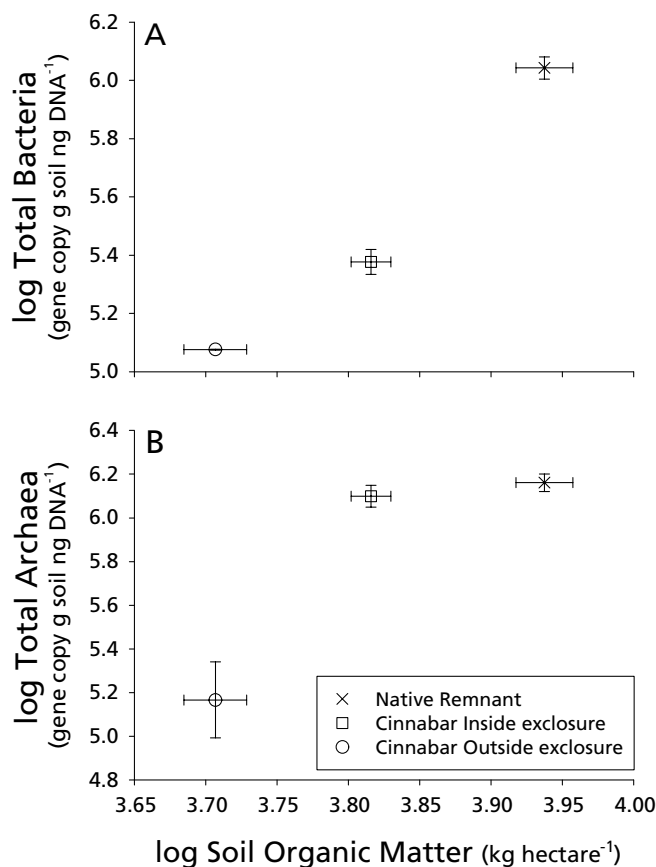 A
6.2
6.0
5.8
5.6
5.4
5.2
5.0
log Total Bacteria
(gene copy g soil ng DNA⁻¹)
B
6.4
6.2
6.0
5.8
5.6
5.4
5.2
5.0
4.8
log Total Archaea
(gene copy g soil ng DNA⁻¹)
Native Remnant
Cinnabar Inside exclosure
Cinnabar Outside exclosure
3.65 3.70 3.75 3.80 3.85 3.90 3.95 4.00
log Soil Organic Matter (kg hectare⁻¹)